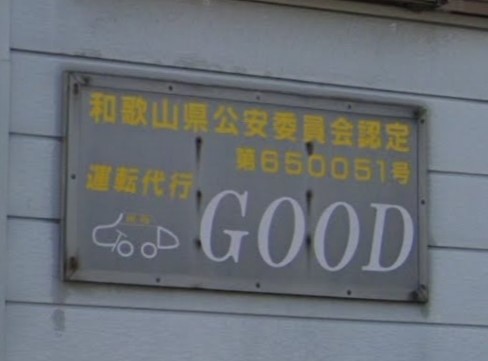 和歌山県公安委員会認定
第650051号
運転代行
GOOD